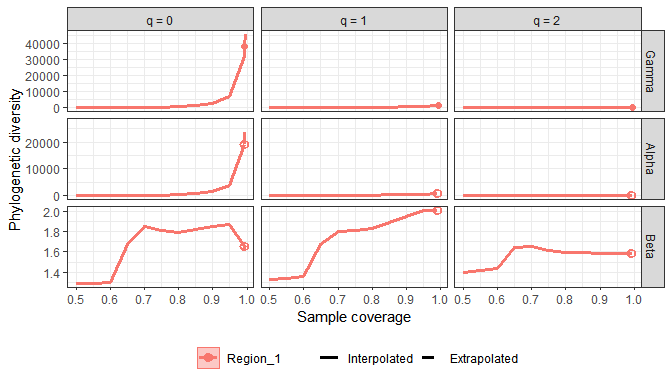 q = 0 q = 1 q = 2
40000
30000
20000
10000
0
Gamma
20000
10000
0
Alpha
2.0
1.8
1.6
1.4
Beta
Phylogenetic diversity
0.5 0.6 0.7 0.8 0.9 1.0 0.5 0.6 0.7 0.8 0.9 1.0 0.5 0.6 0.7 0.8 0.9 1.0
Sample coverage
Region_1 Interpolated Extrapolated